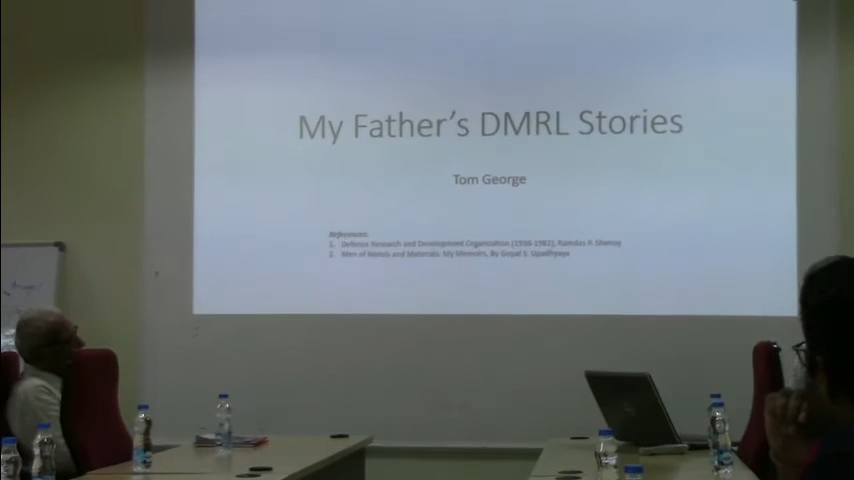 My Father's DMRL Stories
Tom George
References:
1. Defence Research and Development Organisation (1958-1982), Ramdas P. Shenoy
2. Men of Metals and Materials: My Memoirs, By Gopal S. Upadhyaya